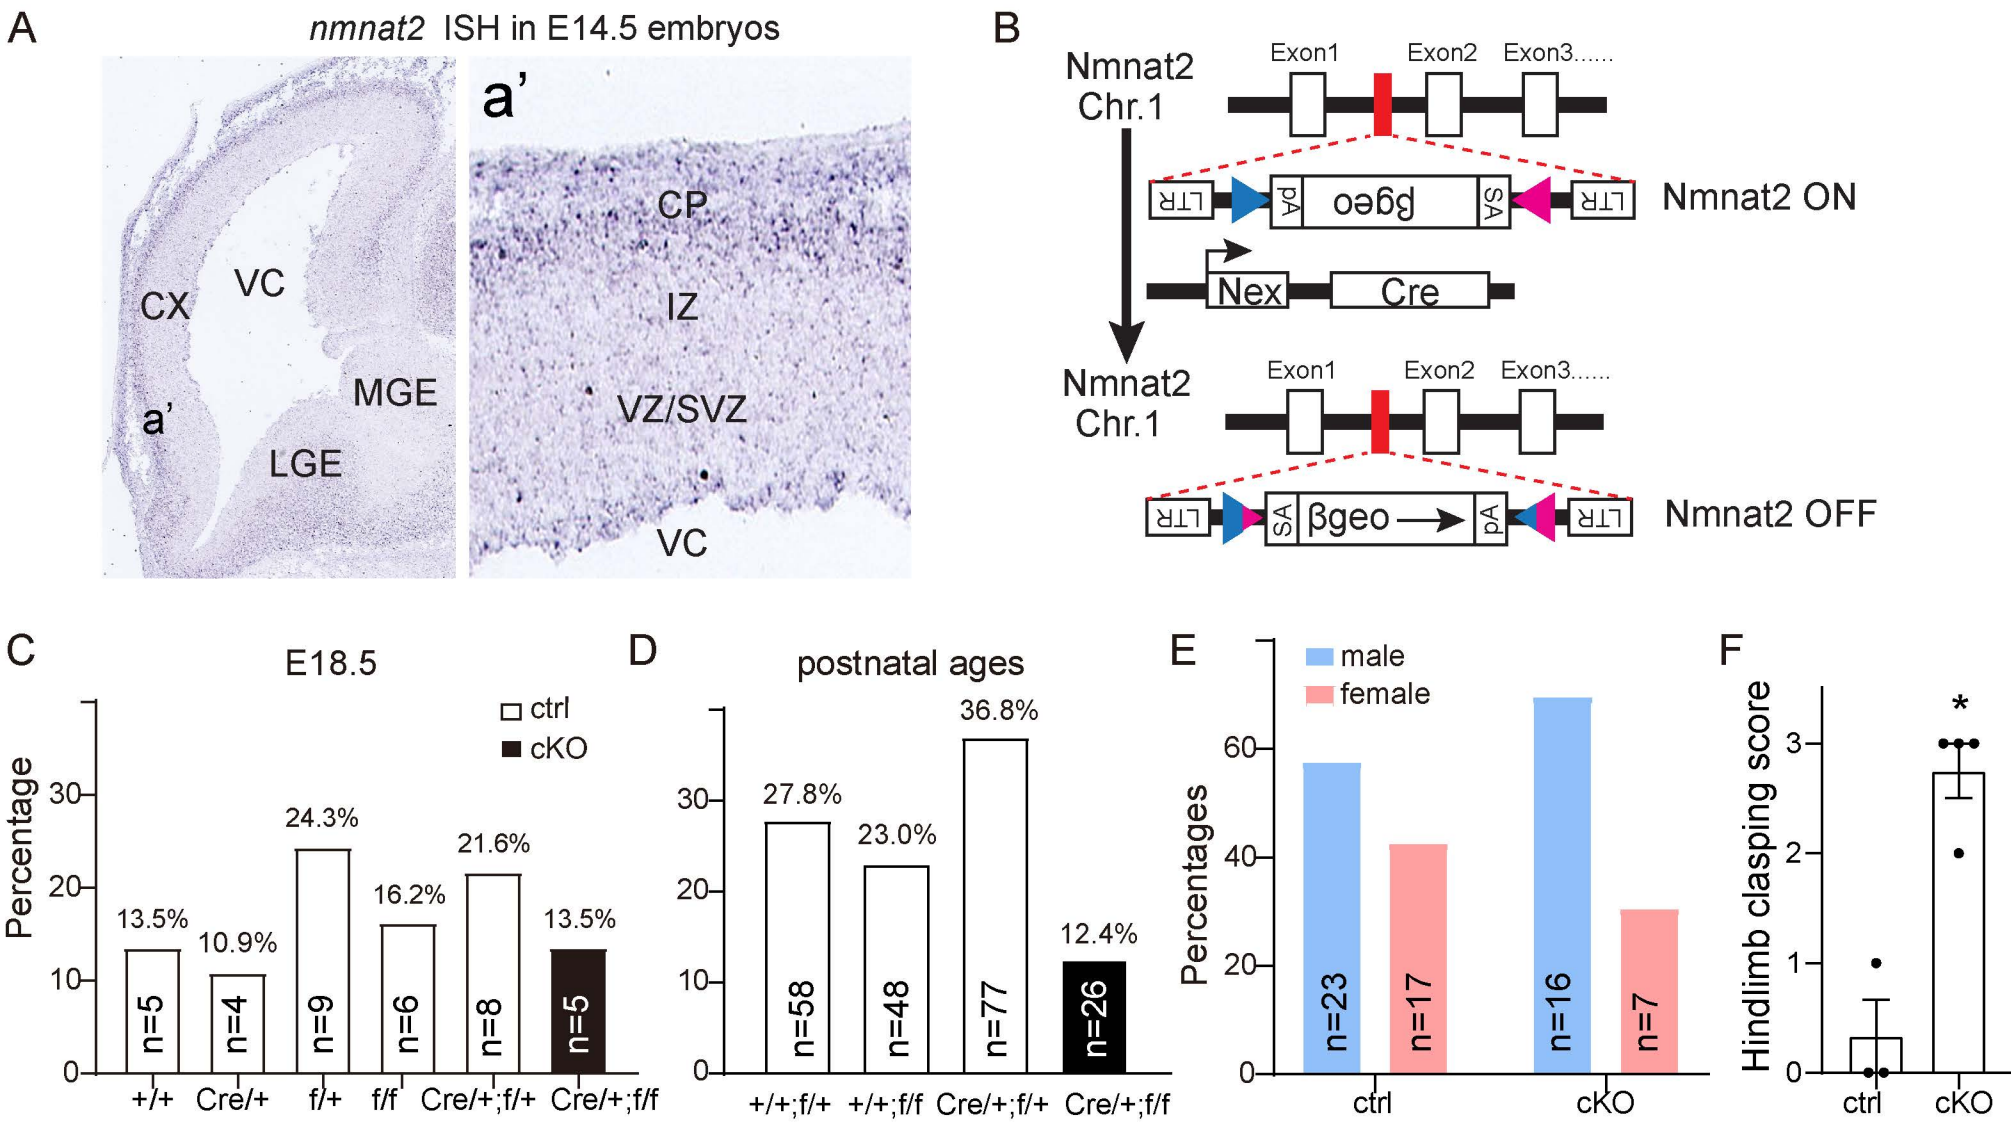 A
nmnat2 ISH in E14.5 embryos
CX
VC
MGE
LGE
a’
a’
CP
IZ
VZ/SVZ
VC
B
Nmnat2
Chr.1
Exon1 Exon2 Exon3......
LTR pA βgeo SA LTR
Nmnat2 ON
Nex Cre
Nmnat2
Chr.1
Exon1 Exon2 Exon3......
LTR SA βgeo pA LTR
Nmnat2 OFF
C
E18.5
ctrl
cKO
Percentage
30
20
10
0
13.5% 10.9% 24.3% 16.2% 21.6% 13.5%
n=5 n=4 n=9 n=6 n=8 n=5
+/+ Cre/+ f/+ f/f Cre/+;f/+ Cre/+;f/f
D
postnatal ages
30
20
10
0
27.8% 23.0% 36.8% 12.4%
n=58 n=48 n=77 n=26
+/+;f/+ +/+;f/f Cre/+;f/+ Cre/+;f/f
E
male
female
Percentages
60
40
20
0
n=23 n=17 n=16 n=7
ctrl cKO
F
Hindlimb clasping score
3
2
1
0
*
ctrl cKO